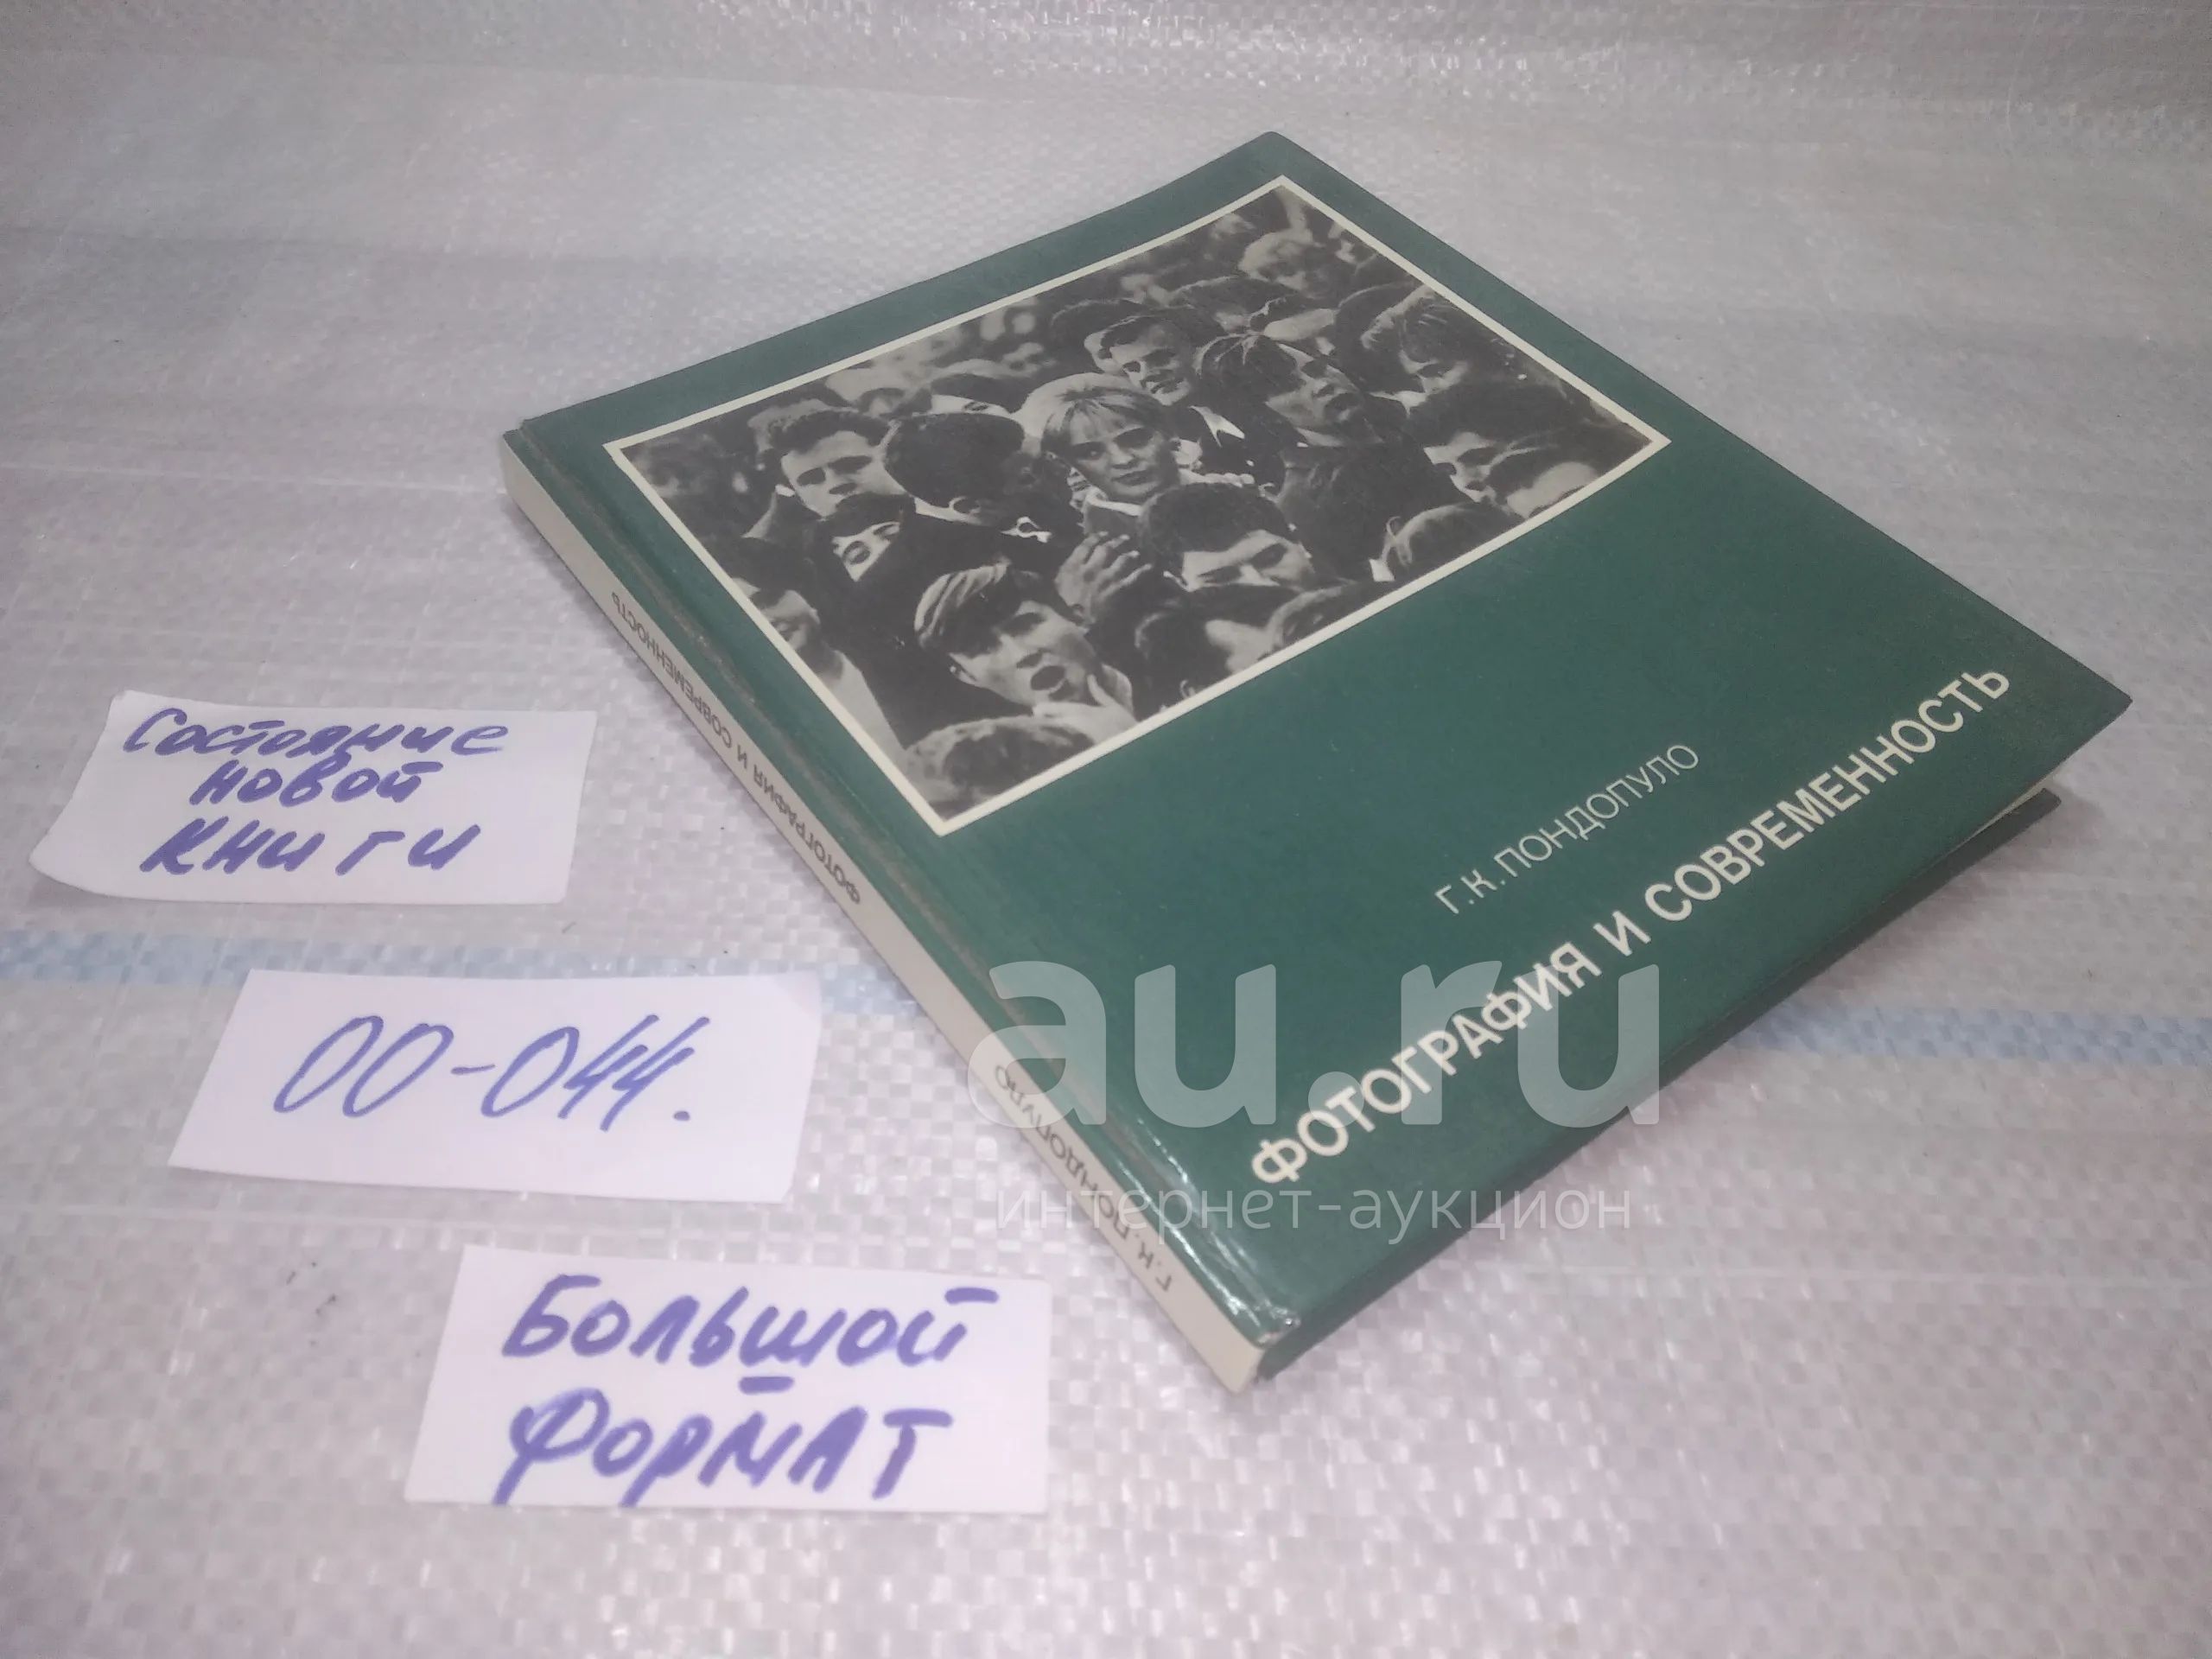 Состояние
новой
книги
00-044.
Большой
формат
Г.К.ПОНДОПУЛО
ФОТОГРАФИЯ И СОВРЕМЕННОСТЬ
Г.К.ПОНДОПУЛО
ФОТОГРАФИЯ И СОВРЕМЕННОСТЬ
au.ru
интернет-аукцион